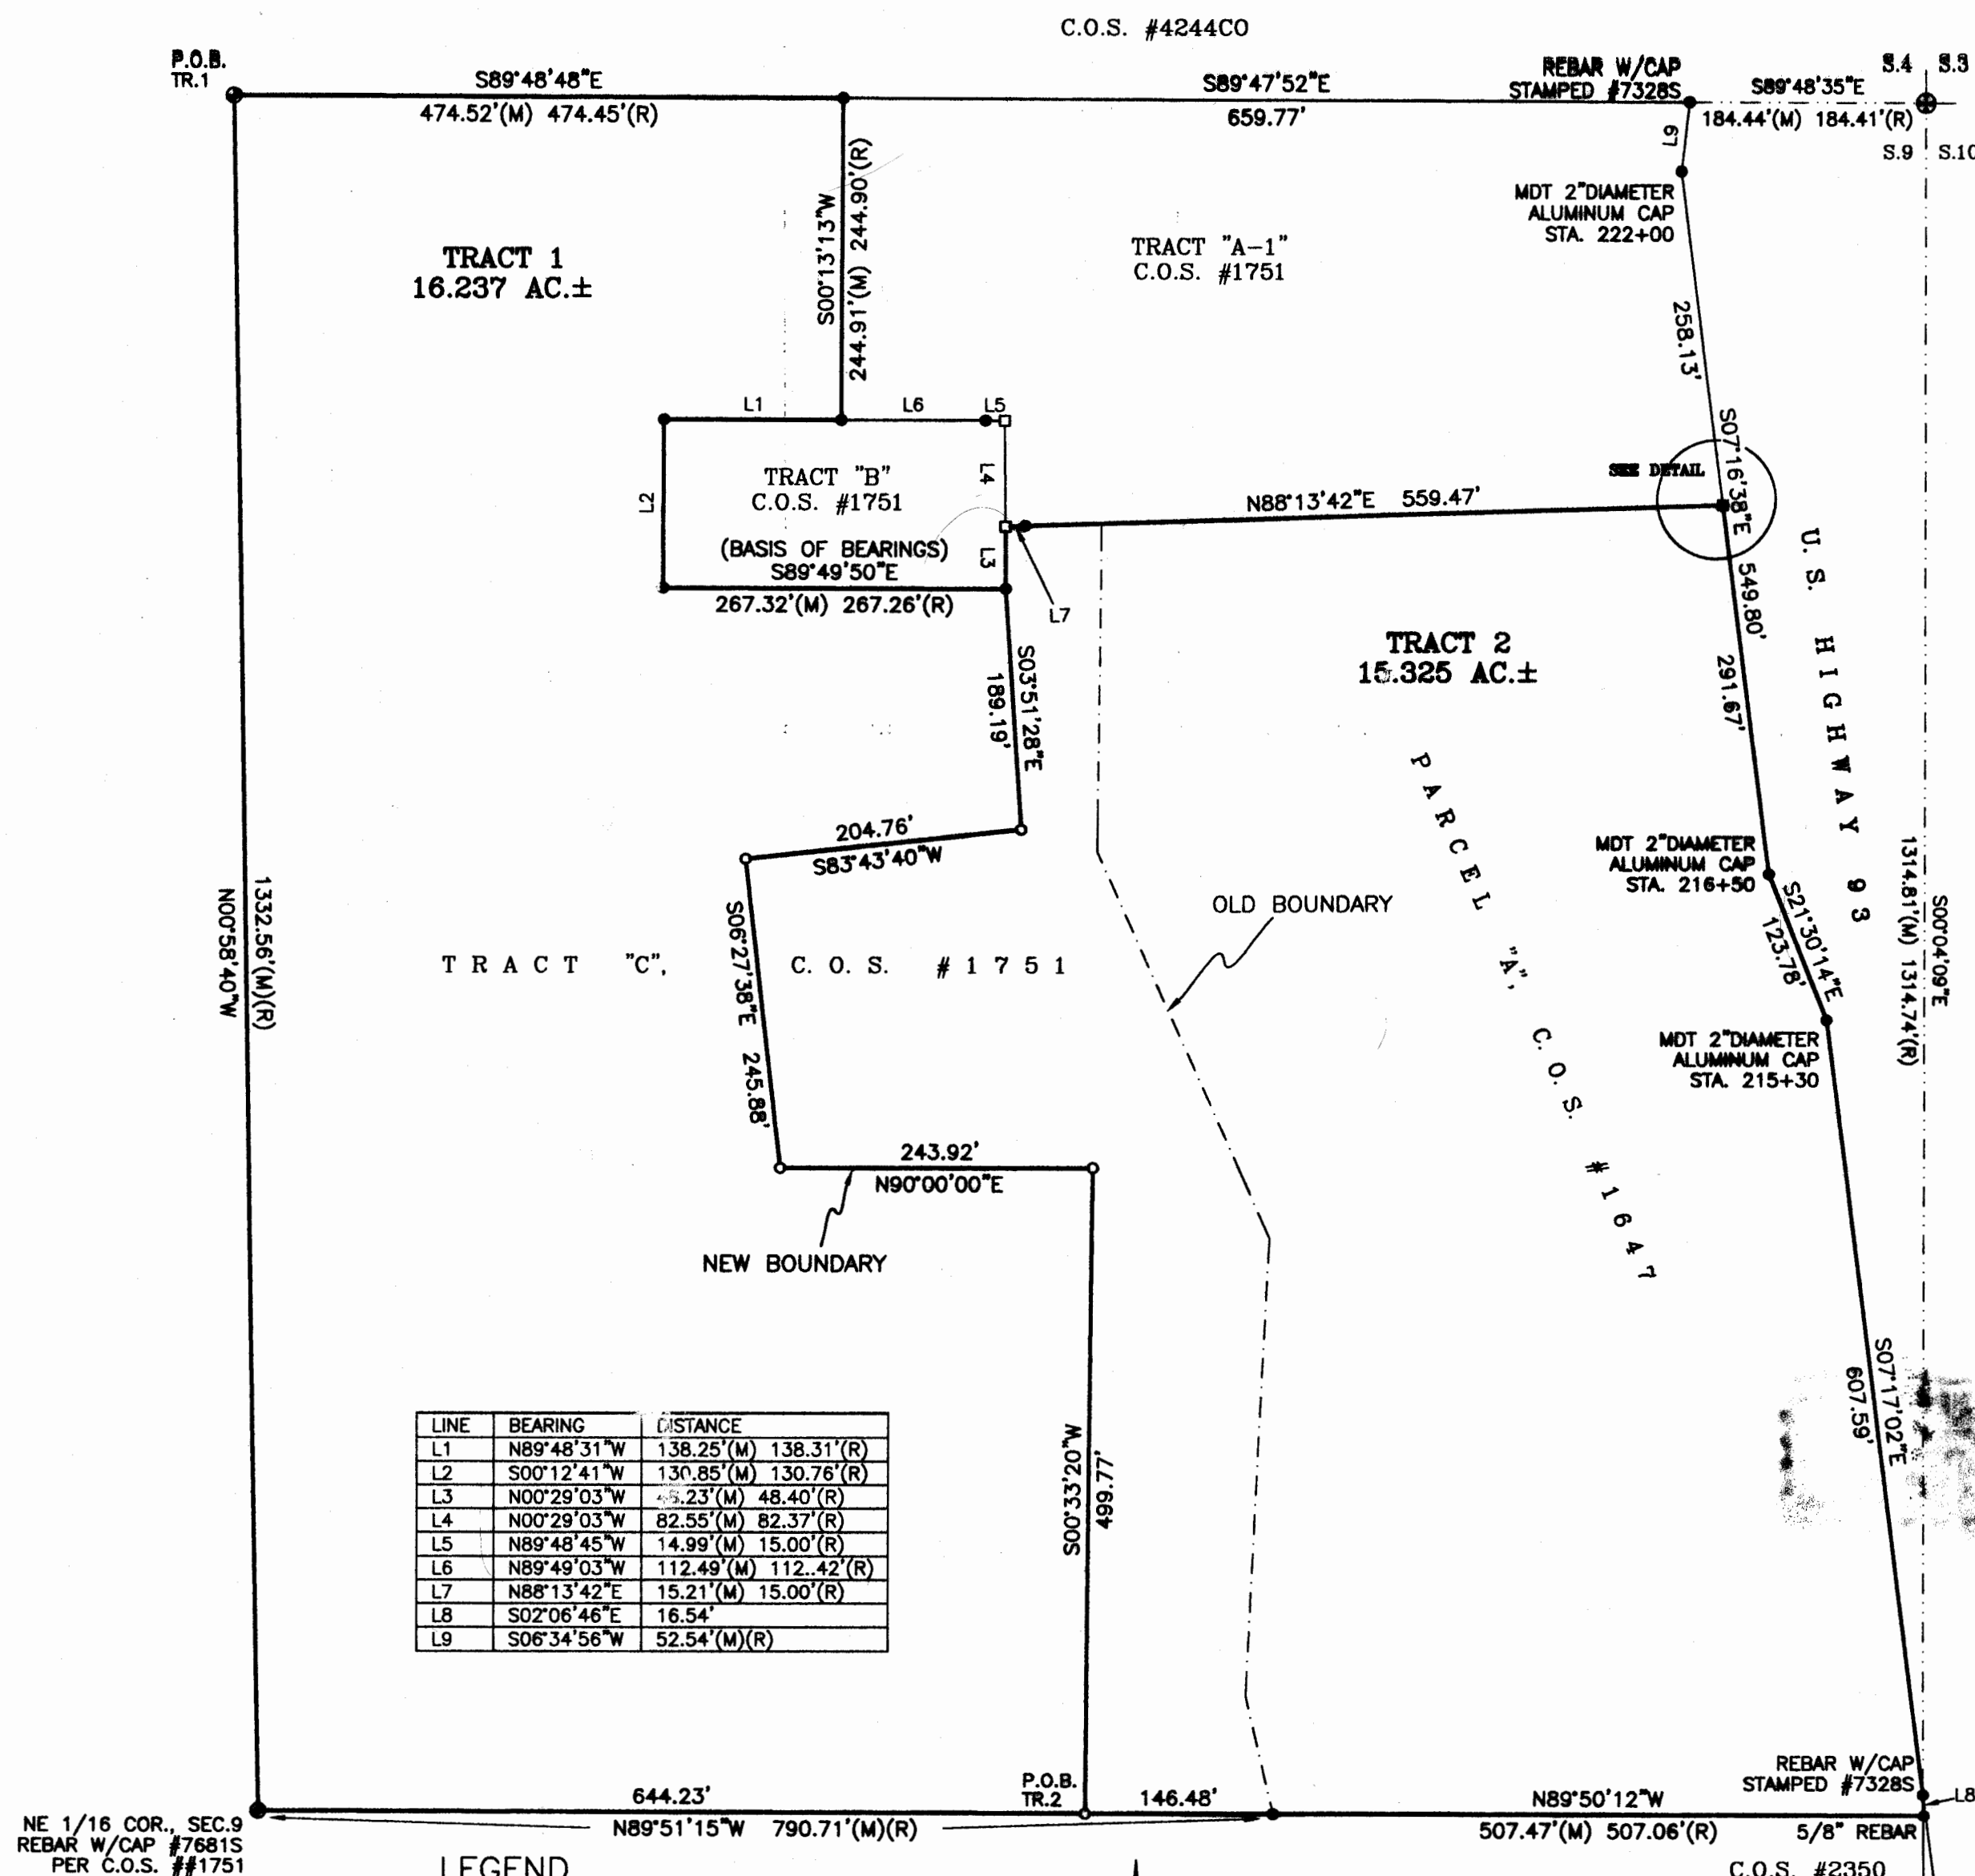 C.O.S. #4244CO
P.O.B.
TR.1
S89°48'48"E
474.52'(M) 474.45'(R)
S89°47'52"E
659.77'
REBAR W/CAP
STAMPED #7328S
S.4 S.3
S89°48'35"E
184.44'(M) 184.41'(R)
S.9 S.10
L9
MDT 2"DIAMETER
ALUMINUM CAP
STA. 222+00
TRACT 1
16.237 AC.±
S00°13'13"W
244.91'(M) 244.90'(R)
TRACT "A-1"
C.O.S. #1751
258.13'
L1
L6
L5
L2
TRACT "B"
C.O.S. #1751
L4
(BASIS OF BEARINGS)
S89°49'50"E
267.32'(M) 267.26'(R)
L3
L7
N88°13'42"E 559.47'
SEE DETAIL
S07°16'38"E 549.80'
291.67'
U.S. HIGHWAY 93
TRACT 2
15.325 AC.±
S03°51'28"E
189.19'
204.76'
S83°43'40"W
PARCEL "A", C.O.S. #1647
MDT 2"DIAMETER
ALUMINUM CAP
STA. 216+50
S21°30'14"E
123.78'
1314.81'(M) 1314.74'(R)
S00°04'09"E
1332.56'(M)(R)
N00°58'40"W
OLD BOUNDARY
TRACT "C", C.O.S. #1751
S06°27'38"E 245.88'
MDT 2"DIAMETER
ALUMINUM CAP
STA. 215+30
243.92'
N90°00'00"E
NEW BOUNDARY
S00°33'20"W
499.77'
S07°17'02"E
607.59'
LINE BEARING DISTANCE
L1 N89°48'31"W 138.25'(M) 138.31'(R)
L2 S00°12'41"W 130.85'(M) 130.76'(R)
L3 N00°29'03"W 48.40'(R)
L4 N00°29'03"W 82.55'(M) 82.37'(R)
L5 N89°48'45"W 14.99'(M) 15.00'(R)
L6 N89°49'03"W 112.49'(M) 112..42'(R)
L7 N88°13'42"E 15.21'(M) 15.00'(R)
L8 S02°06'46"E 16.54'
L9 S06°34'56"W 52.54'(M)(R)
REBAR W/CAP
STAMPED #7328S
L8
644.23'
P.O.B.
TR.2
146.48'
N89°50'12"W
N89°51'15"W 790.71'(M)(R)
507.47'(M) 507.06'(R)
5/8" REBAR
NE 1/16 COR., SEC.9
REBAR W/CAP #7681S
PER C.O.S. ##1751
LEGEND
C.O.S. #2350